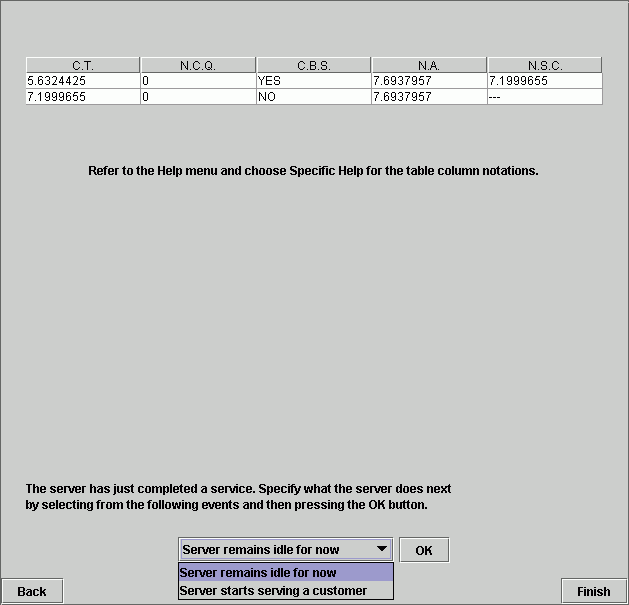 C.T. N.C.Q. C.B.S. N.A. N.S.C.
5.6324425 0 YES 7.6937957 7.1999655
7.1999655 0 NO 7.6937957 ---
Refer to the Help menu and choose Specific Help for the table column notations.
The server has just completed a service. Specify what the server does next
by selecting from the following events and then pressing the OK button.
Server remains idle for now OK
Server remains idle for now
Server starts serving a customer
Back Finish